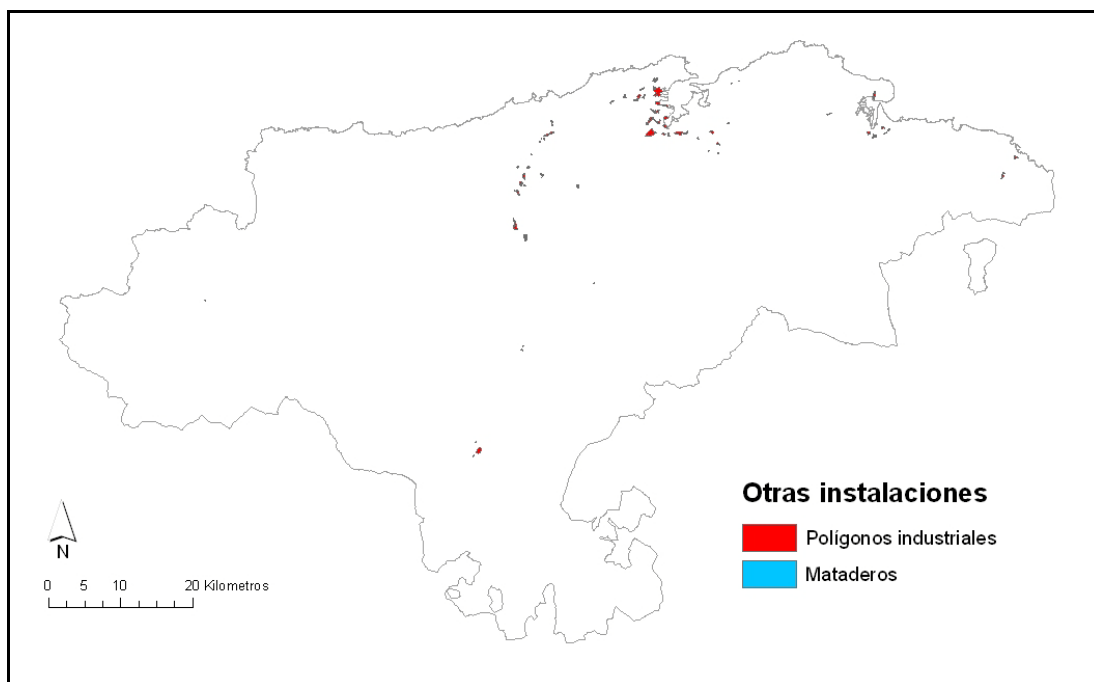 Otras instalaciones
Polígonos industriales
Mataderos
N
0 5 10 20 Kilometros